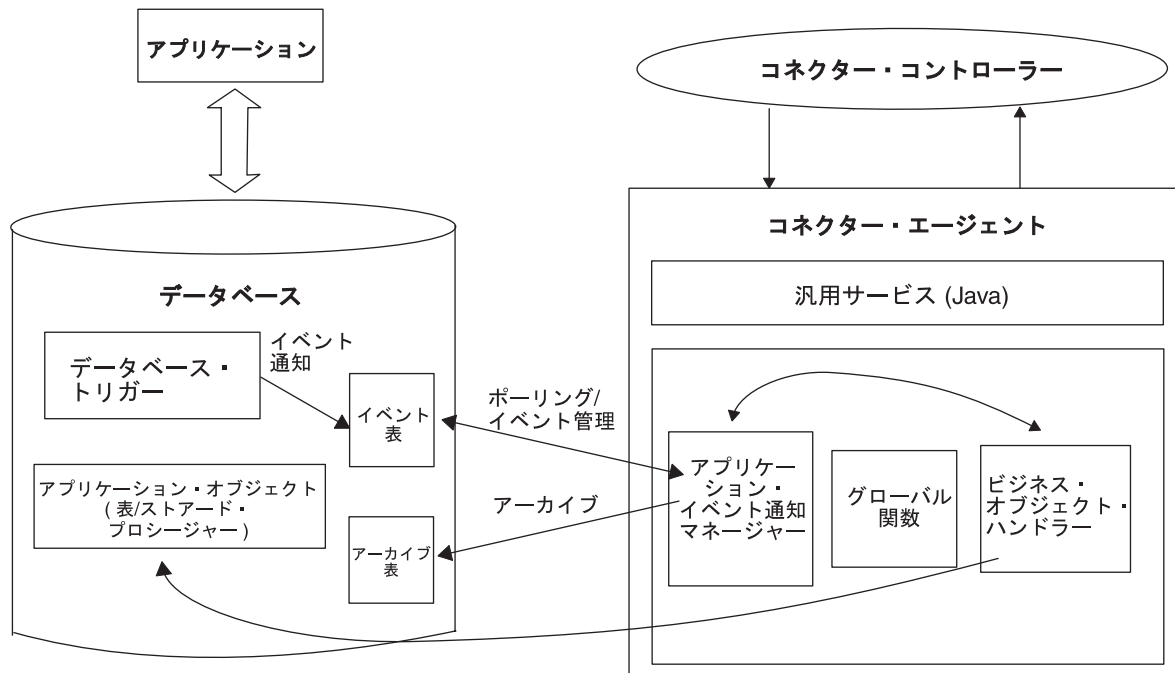 アプリケーション
コネクター・コントローラー
コネクター・エージェント
汎用サービス (Java)
データベース
データベース・
トリガー
イベント
通知
イベント
表
ポーリング/
イベント管理
アプリケー
ション・
イベント通知
マネージャー
グローバル
関数
ビジネス・
オブジェクト・
ハンドラー
アプリケーション・オブジェクト
( 表/ストアード・
プロシージャー )
アーカイブ
アーカイブ
表